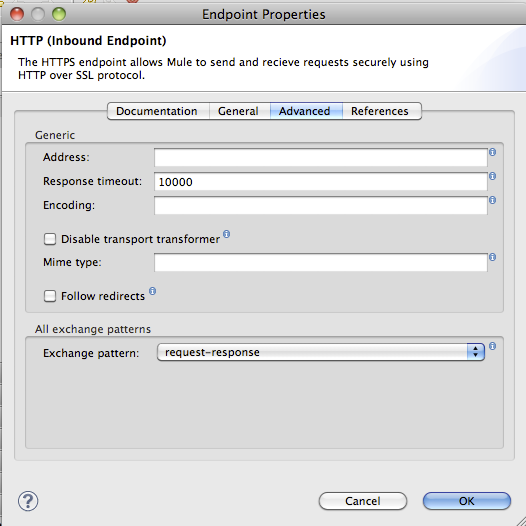 Endpoint Properties
HTTP (Inbound Endpoint)
The HTTPS endpoint allows Mule to send and recieve requests securely using
HTTP over SSL protocol.
Documentation General Advanced References
Generic
Address:
Response timeout: 10000
Encoding:
Disable transport transformer
Mime type:
Follow redirects
All exchange patterns
Exchange pattern: request-response
? Cancel OK